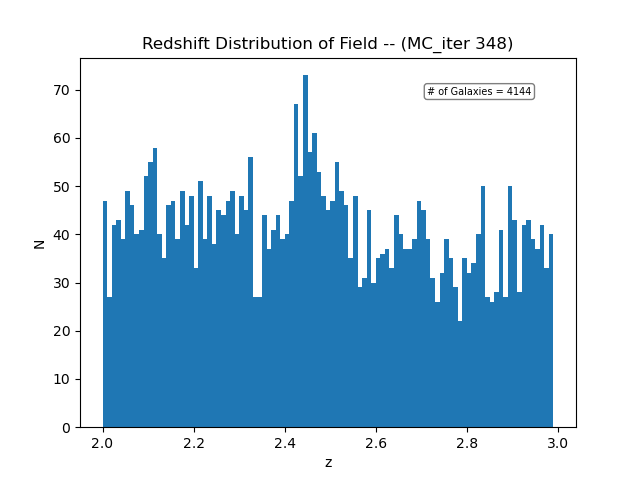 Redshift Distribution of Field -- (MC_iter 348)
# of Galaxies = 4144
70
60
50
40
30
20
10
0
N
2.0 2.2 2.4 2.6 2.8 3.0
z